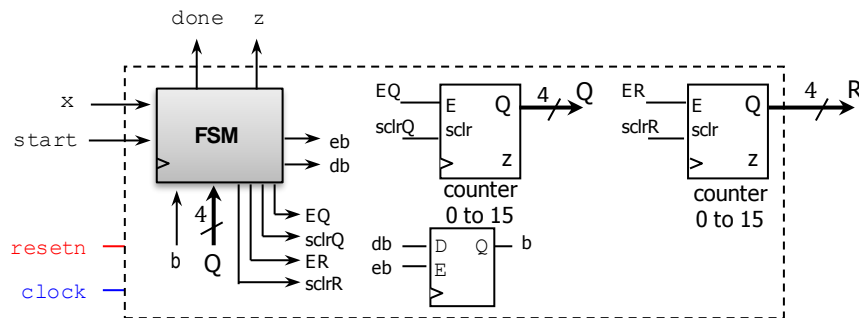 done z
x
start
FSM
eb
db
4
b Q
EQ
sclrQ
ER
sclrR
resetn
clock
EQ
sclrQ
E Q
sclr
z
4 Q
counter
0 to 15
db
eb
D Q
E
b
ER
sclrR
E Q
sclr
z
4 R
counter
0 to 15